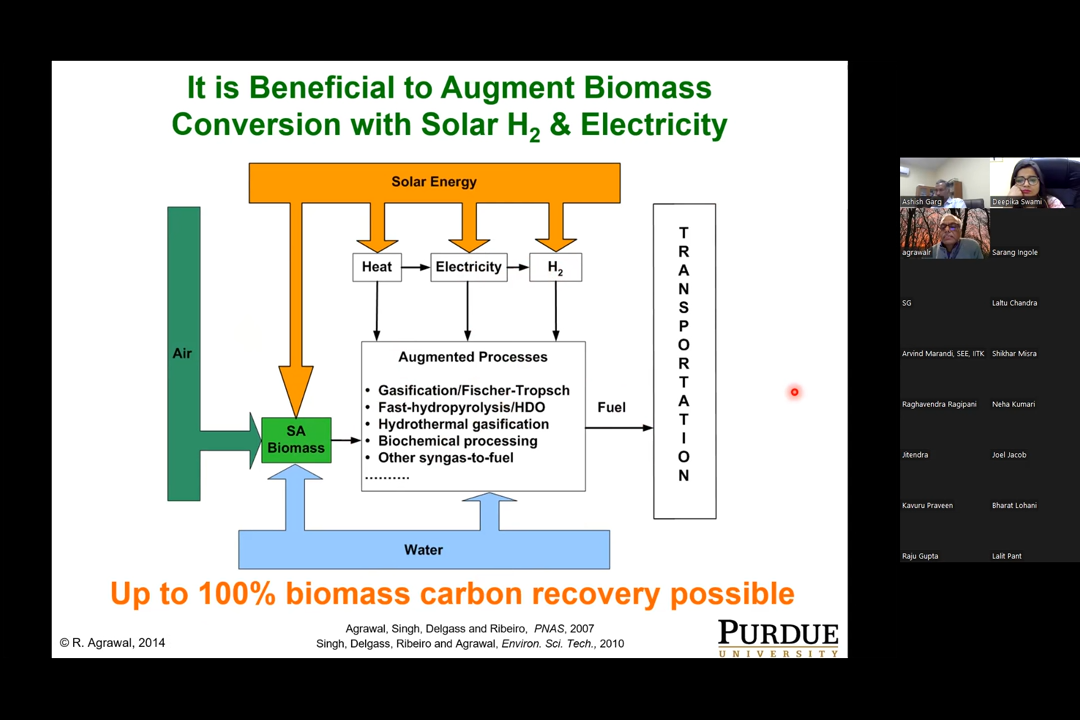 It is Beneficial to Augment Biomass
Conversion with Solar H₂ & Electricity
Solar Energy
Heat
Electricity
H₂
Air
SA
Biomass
Augmented Processes
• Gasification/Fischer-Tropsch
• Fast-hydropyrolysis/HDO
• Hydrothermal gasification
• Biochemical processing
• Other syngas-to-fuel
..........
Fuel
TRANSPORTATION
Water
Up to 100% biomass carbon recovery possible
Agrawal, Singh, Delgass and Ribeiro, PNAS, 2007
Singh, Delgass, Ribeiro and Agrawal, Environ. Sci. Tech., 2010
© R. Agrawal, 2014
PURDUE
UNIVERSITY
Ashish Garg
Deepika Swami
agrawalr
Sarang Ingole
SG
Laltu Chandra
Arvind Marandi, SEE, IITK
Shikhar Misra
Raghavendra Ragipani
Neha Kumari
Jitendra
Joel Jacob
Kavuru Praveen
Bharat Lohani
Raju Gupta
Lalit Pant